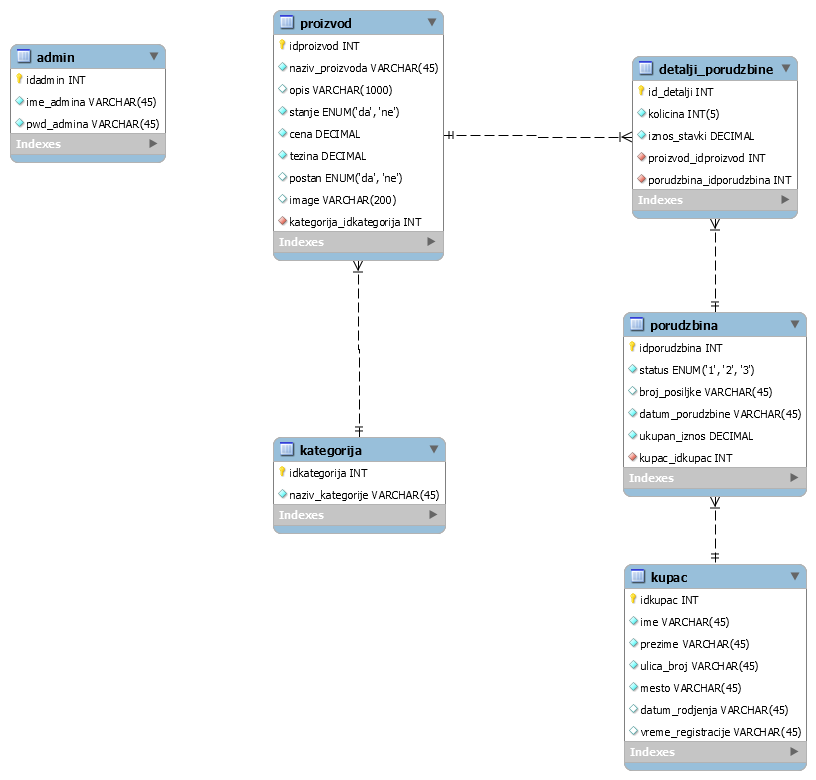 admin
idadmin INT
ime_admina VARCHAR(45)
pwd_admina VARCHAR(45)
Indexes
proizvod
idproizvod INT
naziv_proizvoda VARCHAR(45)
opis VARCHAR(1000)
stanje ENUM('da', 'ne')
cena DECIMAL
tezina DECIMAL
postan ENUM('da', 'ne')
image VARCHAR(200)
kategorija_idkategorija INT
Indexes
detalji_porudzbine
id_detalji INT
kolicina INT(5)
iznos_stavki DECIMAL
proizvod_idproizvod INT
porudzbina_idporudzbina INT
Indexes
kategorija
idkategorija INT
naziv_kategorije VARCHAR(45)
Indexes
porudzbina
idporudzbina INT
status ENUM('1', '2', '3')
broj_posiljke VARCHAR(45)
datum_porudzbine VARCHAR(45)
ukupan_iznos DECIMAL
kupac_idkupac INT
Indexes
kupac
idkupac INT
ime VARCHAR(45)
prezime VARCHAR(45)
ulica_broj VARCHAR(45)
mesto VARCHAR(45)
datum_rodjenja VARCHAR(45)
vreme_registracije VARCHAR(45)
Indexes